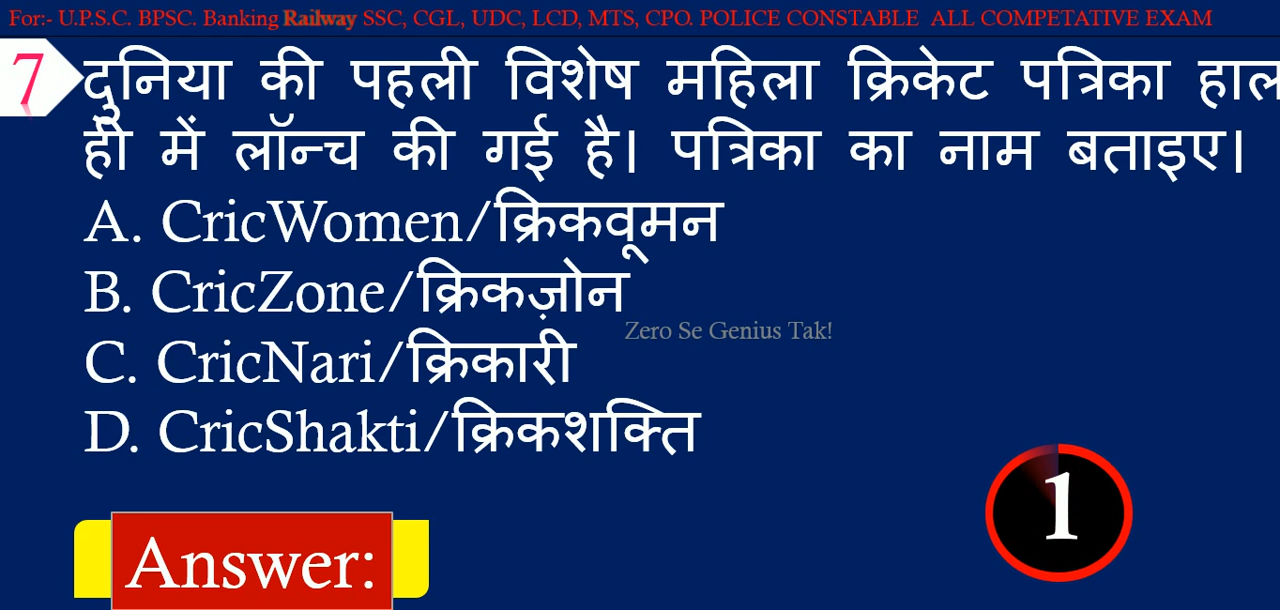 For:- U.P.S.C. BPSC. Banking Railway SSC, CGL, UDC, LCD, MTS, CPO. POLICE CONSTABLE ALL COMPETATIVE EXAM
7
दुनिया की पहली विशेष महिला क्रिकेट पत्रिका हाल
ही में लॉन्च की गई है। पत्रिका का नाम बताइए।
A. CricWomen/क्रिकवूमन
B. CricZone/क्रिकज़ोन
Zero Se Genius Tak!
C. CricNari/क्रिकारी
D. CricShakti/क्रिकशक्ति
1
Answer: